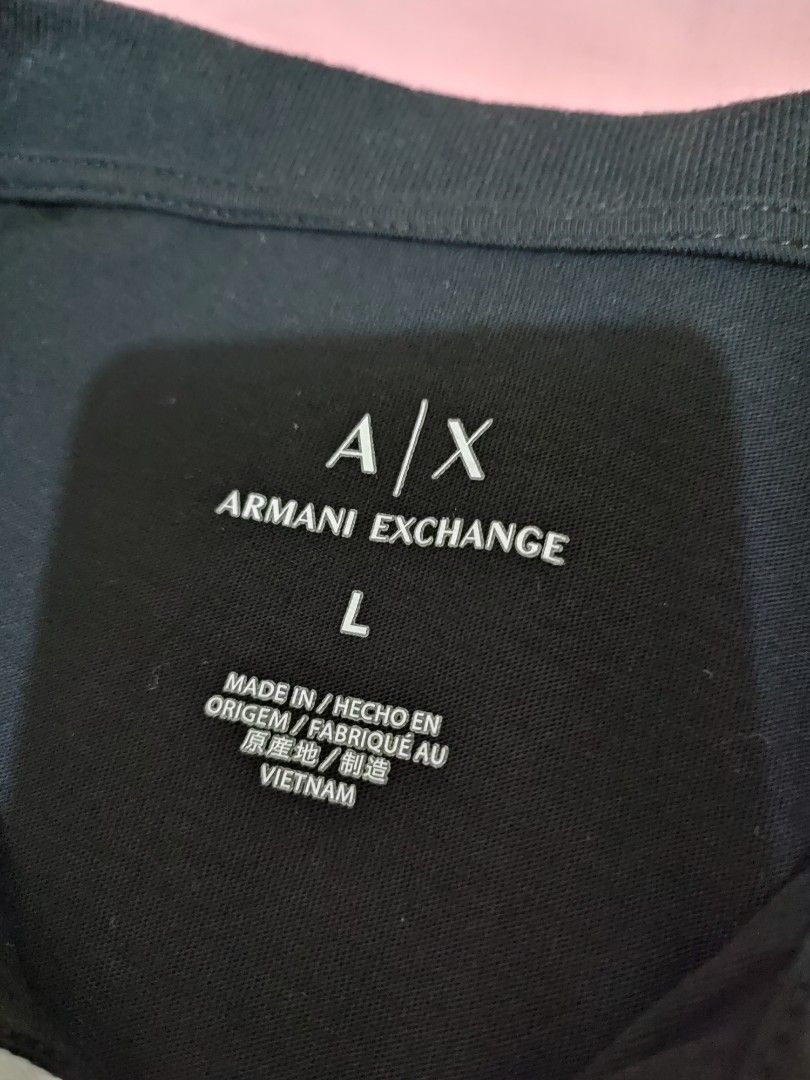 A/X
ARMANI EXCHANGE
L
MADE IN / HECHO EN
ORIGEM / FABRIQUÉ AU
原産地 / 制造
VIETNAM